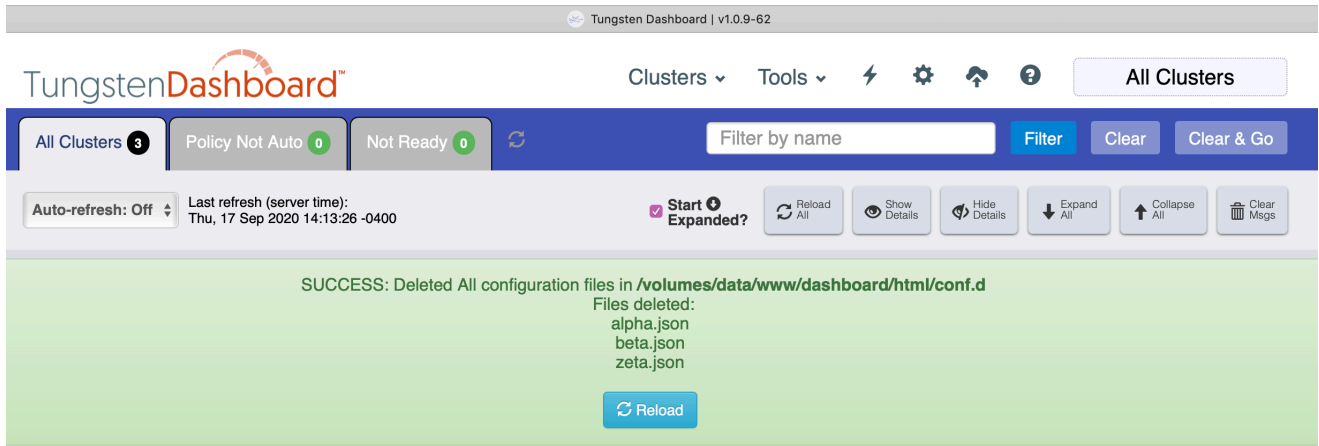 Tungsten Dashboard | v1.0.9-62
TungstenDashboard™
Clusters
Tools
All Clusters
All Clusters 3
Policy Not Auto 0
Not Ready 0
Filter by name
Filter
Clear
Clear & Go
Auto-refresh: Off
Last refresh (server time):
Thu, 17 Sep 2020 14:13:26 -0400
Start
Expanded?
Reload
All
Show
Details
Hide
Details
Expand
All
Collapse
All
Clear
Msgs
SUCCESS: Deleted All configuration files in /volumes/data/www/dashboard/html/conf.d
Files deleted:
alpha.json
beta.json
zeta.json
Reload